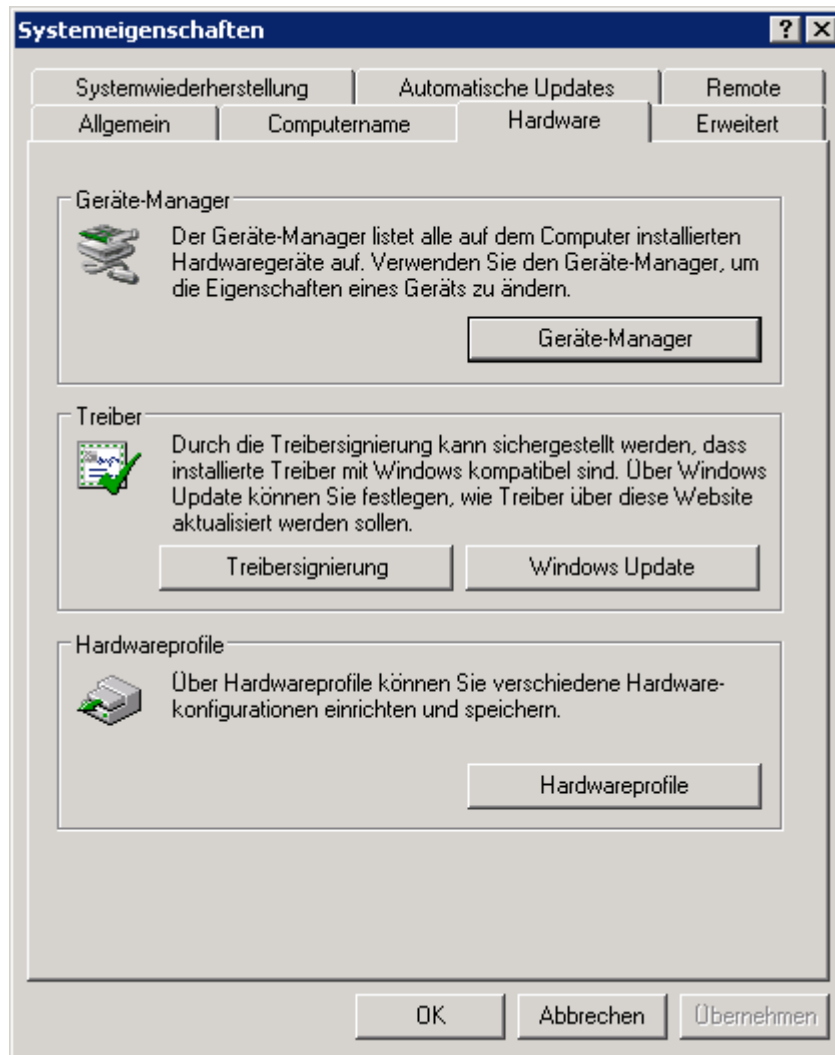 Systemeigenschaften
Systemwiederherstellung
Automatische Updates
Remote
Allgemein
Computername
Hardware
Erweitert
Geräte-Manager
Der Geräte-Manager listet alle auf dem Computer installierten
Hardwaregeräte auf. Verwenden Sie den Geräte-Manager, um
die Eigenschaften eines Geräts zu ändern.
Geräte-Manager
Treiber
Durch die Treibersignierung kann sichergestellt werden, dass
installierte Treiber mit Windows kompatibel sind. Über Windows
Update können Sie festlegen, wie Treiber über diese Website
aktualisiert werden sollen.
Treibersignierung
Windows Update
Hardwareprofile
Über Hardwareprofile können Sie verschiedene Hardware-
konfigurationen einrichten und speichern.
Hardwareprofile
OK
Abbrechen
Übernehmen